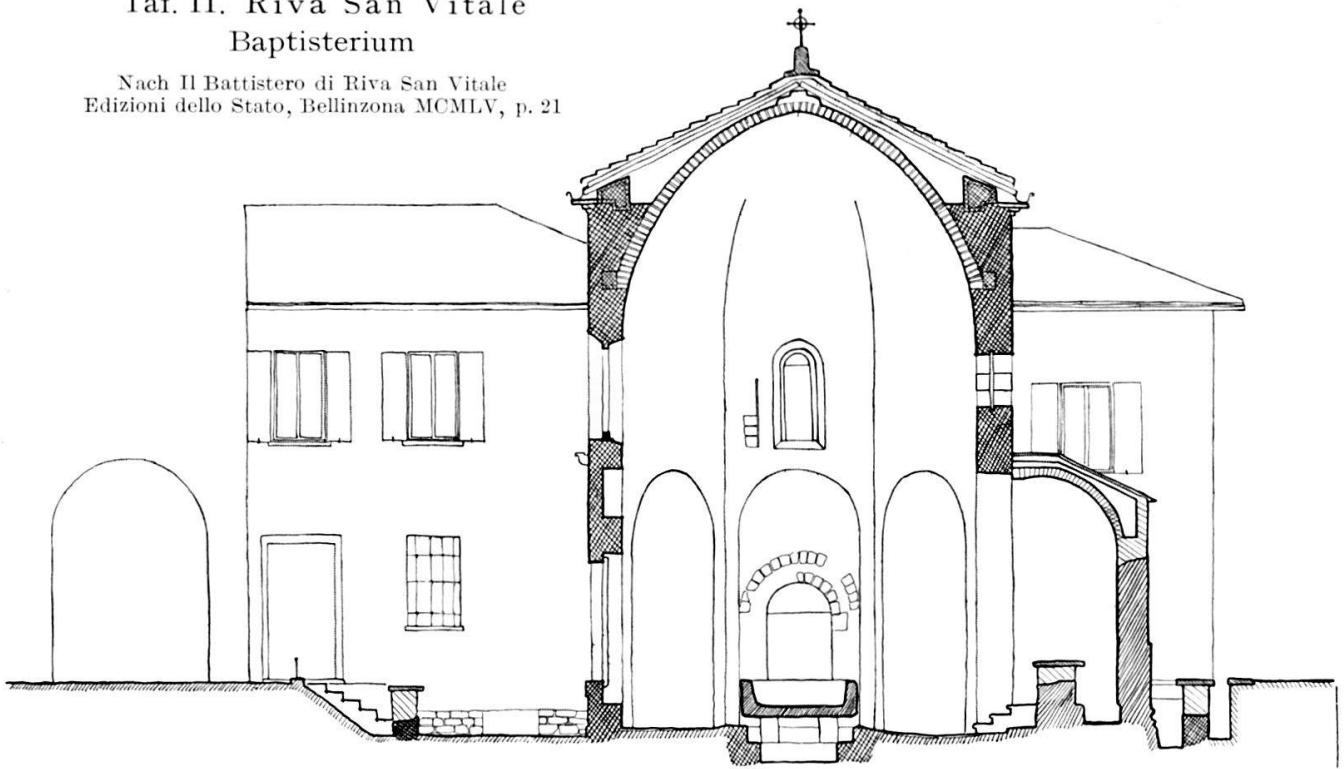 Taf. II. Riva San Vitale
Baptisterium
Nach Il Battistero di Riva San Vitale
Edizioni dello Stato, Bellinzona MCMLV, p. 21